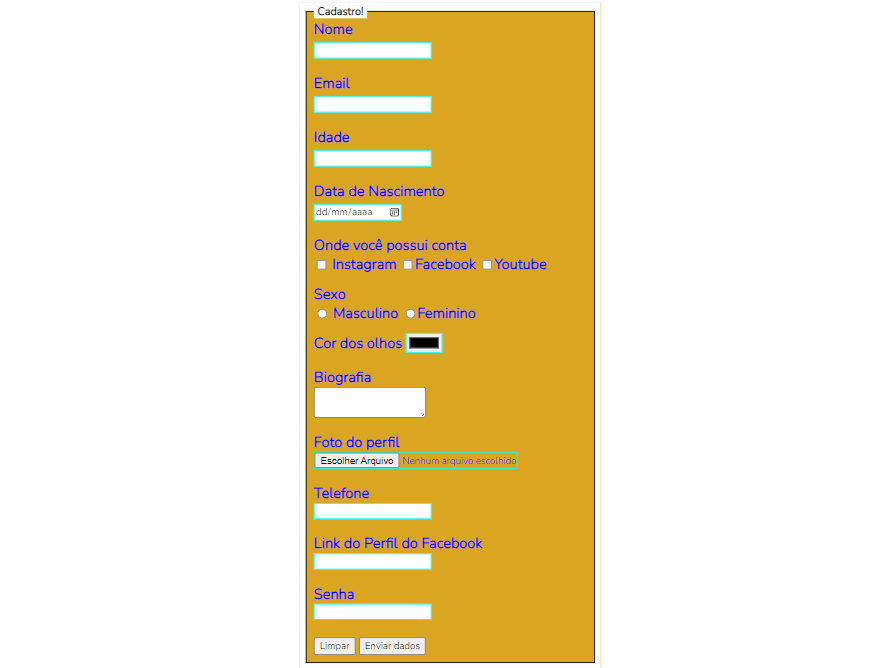 Cadastro!
Nome
Email
Idade
Data de Nascimento
dd/mm/aaaa
Onde você possui conta
Instagram Facebook Youtube
Sexo
Masculino Feminino
Cor dos olhos
Biografia
Foto do perfil
Escolher Arquivo Nenhum arquivo escolhido
Telefone
Link do Perfil do Facebook
Senha
Limpar Enviar dados